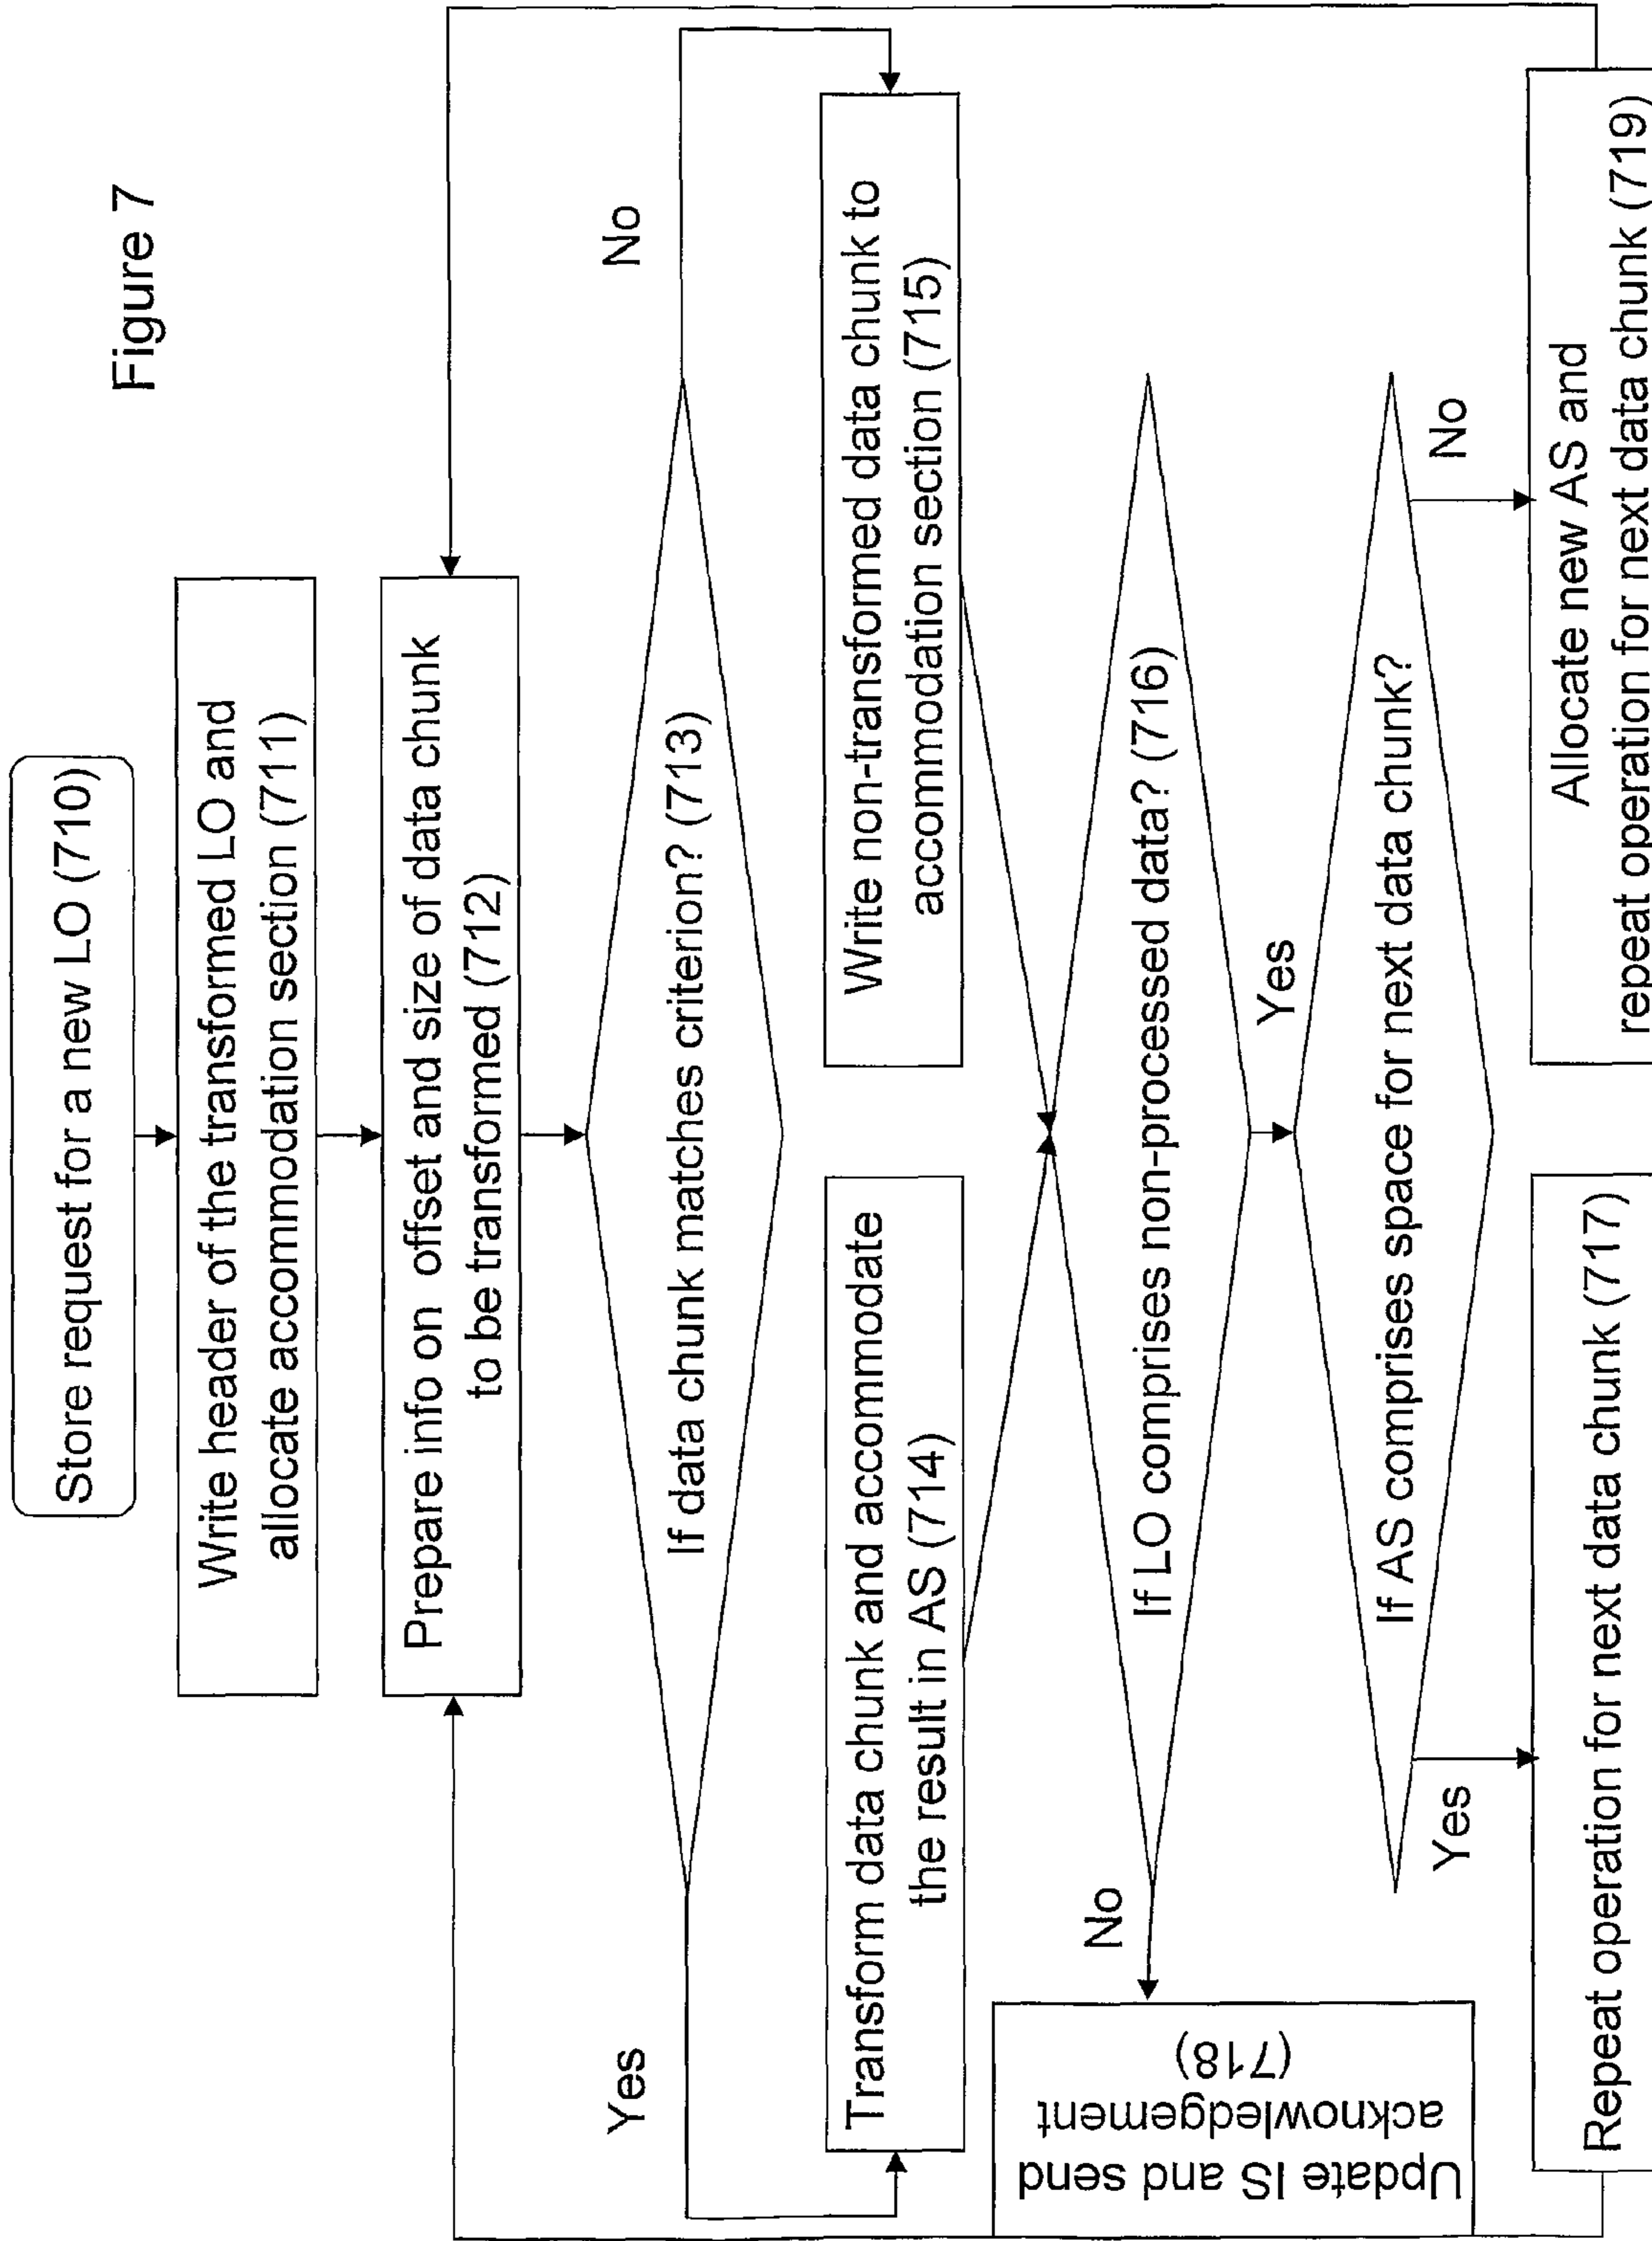 Figure 7
Store request for a new LO (710)
Write header of the transformed LO and
allocate accommodation section (711)
Prepare info on offset and size of data chunk
to be transformed (712)
If data chunk matches criterion? (713)
Yes
No
Transform data chunk and accommodate
the result in AS (714)
Write non-transformed data chunk to
accommodation section (715)
If LO comprises non-processed data? (716)
No
Yes
Update IS and send
acknowledgement
(718)
If AS comprises space for next data chunk?
Yes
No
Repeat operation for next data chunk (717)
Allocate new AS and
repeat operation for next data chunk (719)